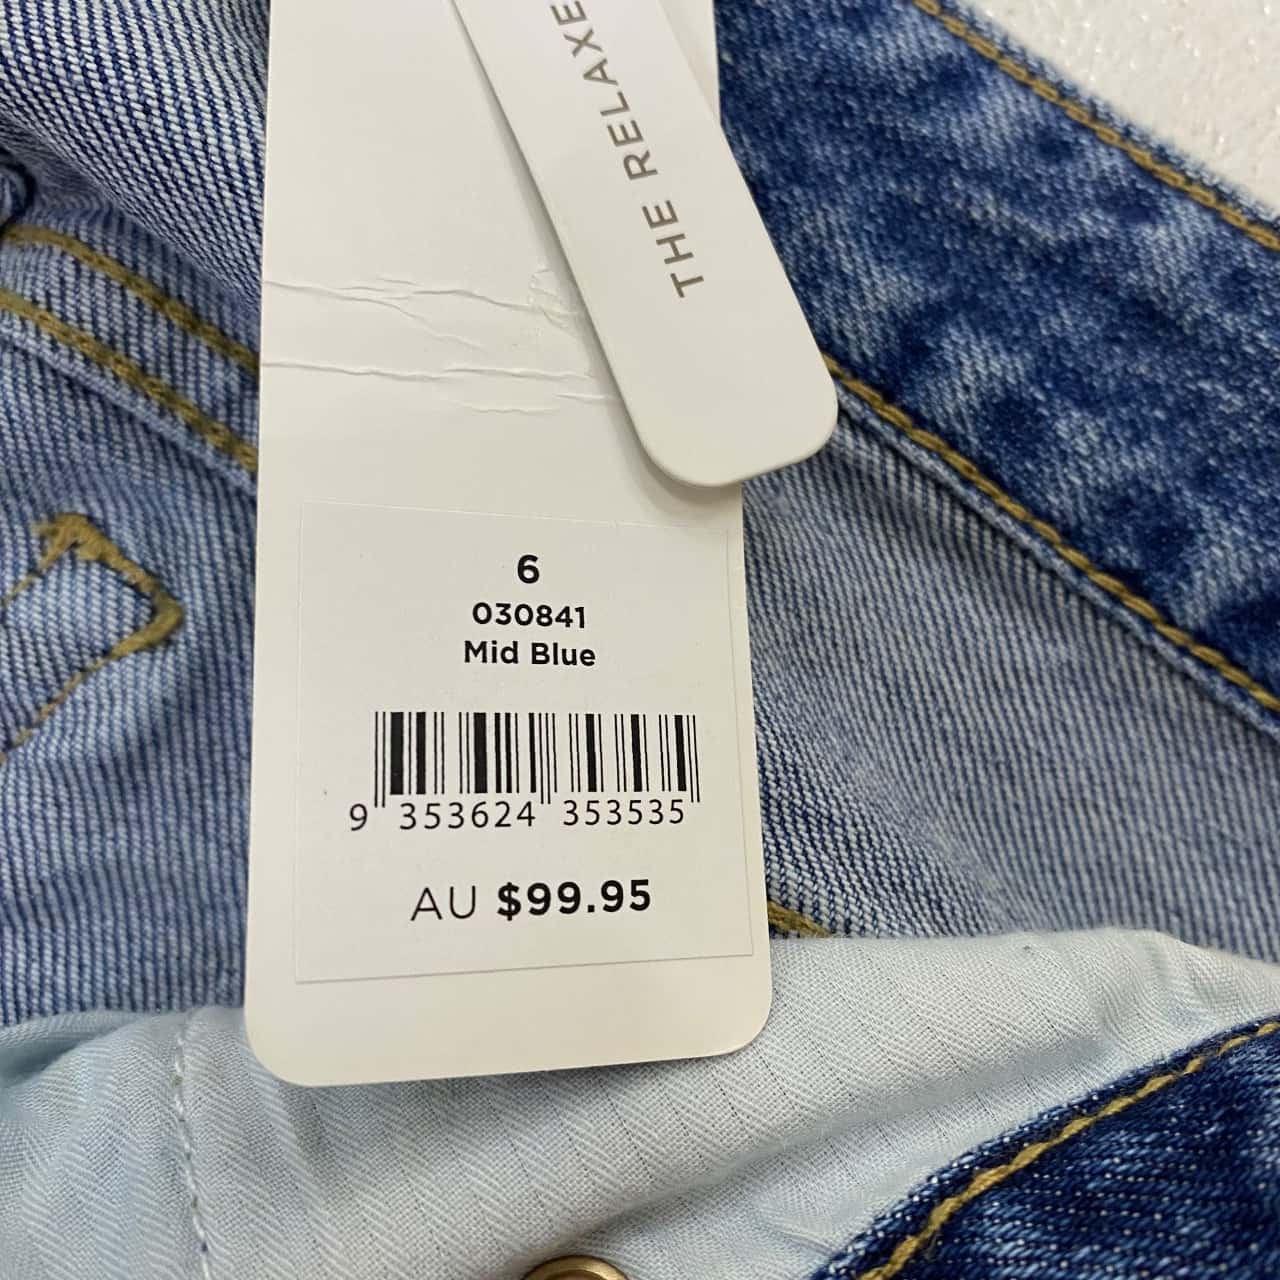 THE RELAXE
6
030841
Mid Blue
9 353624 353535
AU $99.95